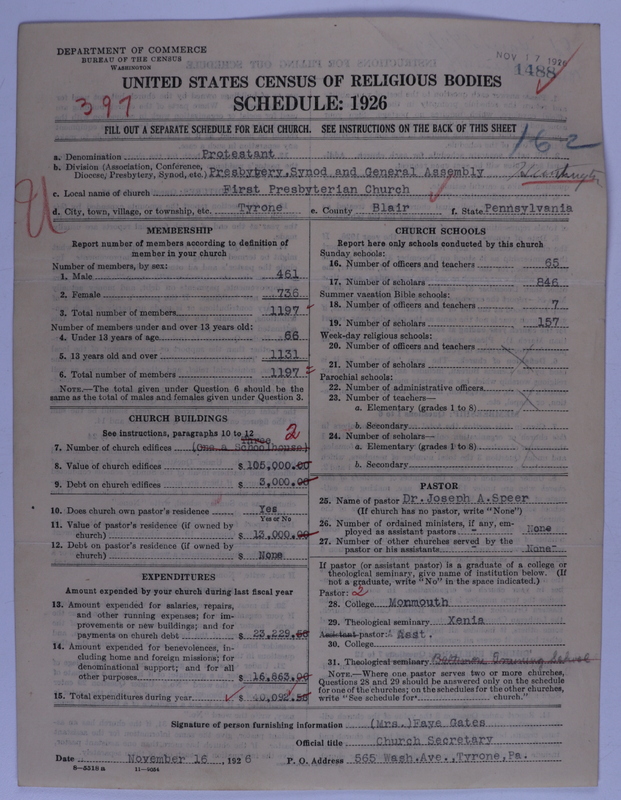 DEPARTMENT OF COMMERCE
BUREAU OF THE CENSUS
WASHINGTON
NOV 17 1926
1488
UNITED STATES CENSUS OF RELIGIOUS BODIES
SCHEDULE: 1926
397
FILL OUT A SEPARATE SCHEDULE FOR EACH CHURCH. SEE INSTRUCTIONS ON THE BACK OF THIS SHEET
162
a. Denomination Protestant
b. Division (Association, Conference, Diocese, Presbytery, Synod, etc.) Presbytery, Synod and General Assembly
c. Local name of church First Presbyterian Church
d. City, town, village, or township, etc. Tyrone e. County Blair f. State Pennsylvania
MEMBERSHIP
Report number of members according to definition of
member in your church
Number of members, by sex:
1. Male 461
2. Female 736
3. Total number of members 1197
Number of members under and over 13 years old:
4. Under 13 years of age 66
5. 13 years old and over 1131
6. Total number of members 1197
NOTE.—The total given under Question 6 should be
same as the total of males and females given under Question 3.
CHURCH BUILDINGS
See instructions, paragraphs 10 to 12
Three 2
7. Number of church edifices (One a Schoolhouse)
8. Value of church edifices $105,000.00
9. Debt on church edifices $ 3,000.00
10. Does church own pastor's residence Yes
Yes or No
11. Value of pastor's residence (if owned by
church) $ 13,000.00
12. Debt on pastor's residence (if owned by
church) $ None
EXPENDITURES
Amount expended by your church during last fiscal year
13. Amount expended for salaries, repairs,
and other running expenses; for im-
provements or new buildings; and for
payments on church debt $ 23,229.58
14. Amount expended for benevolences, in-
cluding home and foreign missions; for
denominational support; and for all
other purposes $ 16,863.00
15. Total expenditures during year $ 40,092.58
CHURCH SCHOOLS
Report here only schools conducted by this church
Sunday schools:
16. Number of officers and teachers 65
17. Number of scholars 846
Summer vacation Bible schools:
18. Number of officers and teachers 7
19. Number of scholars 157
Week-day religious schools:
20. Number of officers and teachers
21. Number of scholars
Parochial schools:
22. Number of administrative officers
23. Number of teachers—
a. Elementary (grades 1 to 8)
b. Secondary
24. Number of scholars—
a. Elementary (grades 1 to 8)
b. Secondary
PASTOR
25. Name of pastor Dr. Joseph A. Speer
(If church has no pastor, write "None")
26. Number of ordained ministers, if any, em-
ployed as assistant pastors None
27. Number of other churches served by the
pastor or his assistants None
If pastor (or assistant pastor) is a graduate of a college or
theological seminary, give name of institution below. (If
not a graduate, write "No" in the space indicated.)
Pastor: 2
28. College Monmouth
29. Theological seminary Xenia
Assistant pastor: Asst.
30. College
31. Theological seminary Training School
NOTE.—Where one pastor serves two or more churches,
Questions 28 and 29 should be answered only on the schedule
for one of the churches; on the schedules for the other churches,
write "See schedule for church."
Signature of person furnishing information (Mrs.) Faye Gates
Official title Church Secretary
Date November 16, 1926 P. O. Address 565 Wash. Ave., Tyrone, Pa.
8—5518 a 11—9034